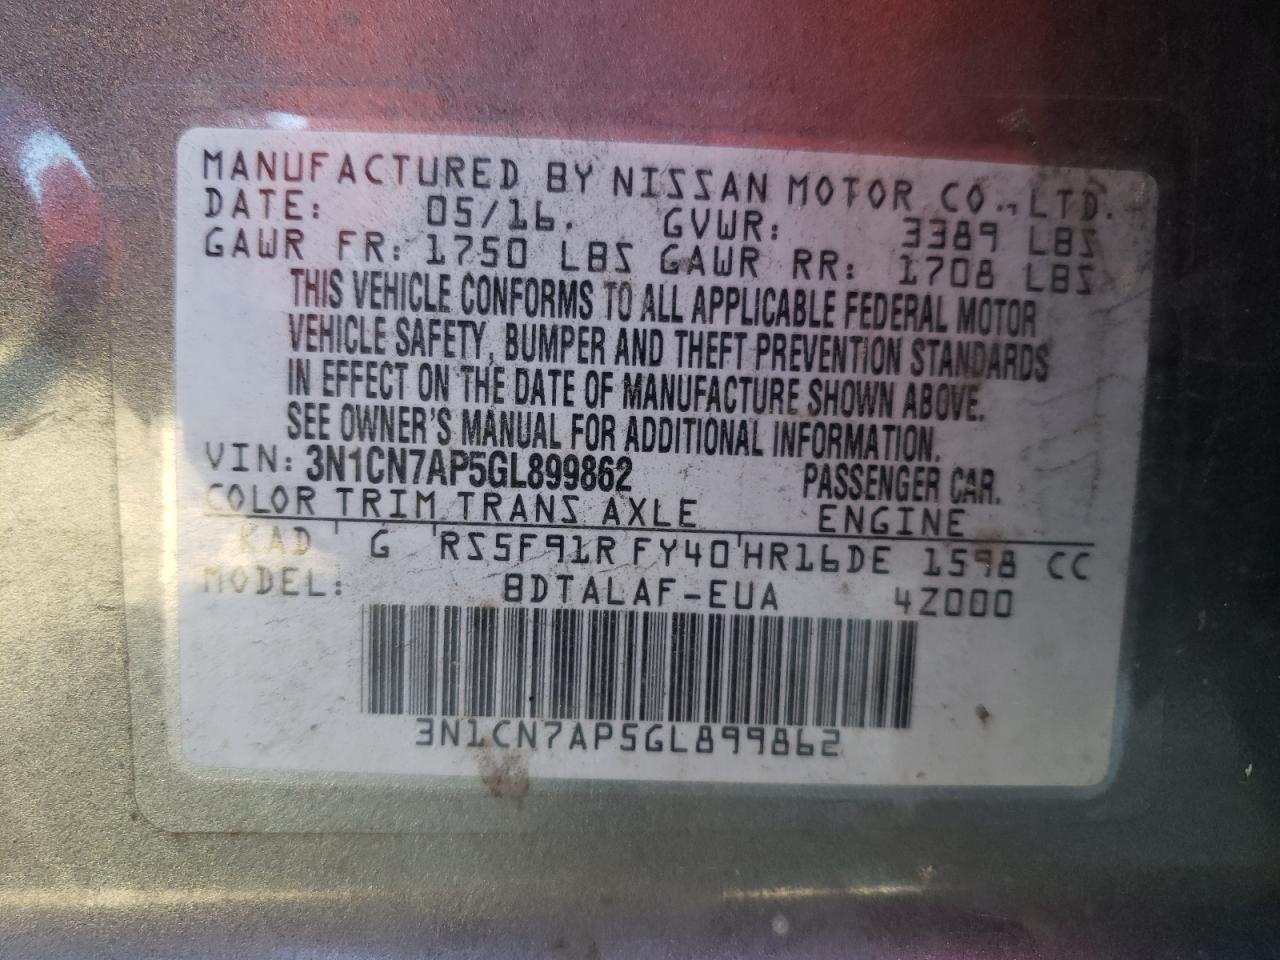 MANUFACTURED BY NISSAN MOTOR CO., LTD.
DATE: 05/16. GVWR: 3389 LBS
GAWR FR: 1750 LBS GAWR RR: 1708 LBS
THIS VEHICLE CONFORMS TO ALL APPLICABLE FEDERAL MOTOR
VEHICLE SAFETY, BUMPER AND THEFT PREVENTION STANDARDS
IN EFFECT ON THE DATE OF MANUFACTURE SHOWN ABOVE.
SEE OWNER'S MANUAL FOR ADDITIONAL INFORMATION.
VIN: 3N1CN7AP5GL899862 PASSENGER CAR.
COLOR TRIM TRANS AXLE ENGINE
KAD G RS5F91R FY40 HR16DE 1598 CC
MODEL: BDTALAF-EUA 4Z000
3N1CN7AP5GL899862